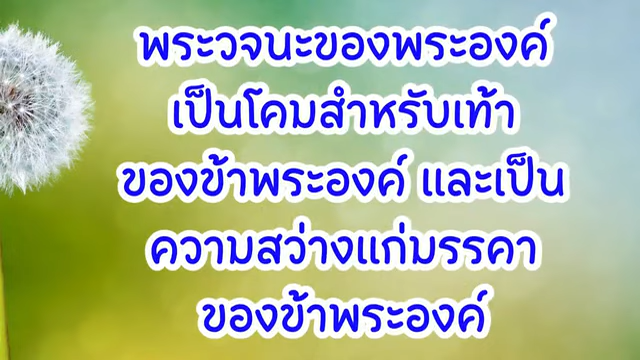 พระวจนะของพระองค์
เป็นโคมสำหรับเท้า
ของข้าพระองค์ และเป็น
ความสว่างแก่มรรคา
ของข้าพระองค์